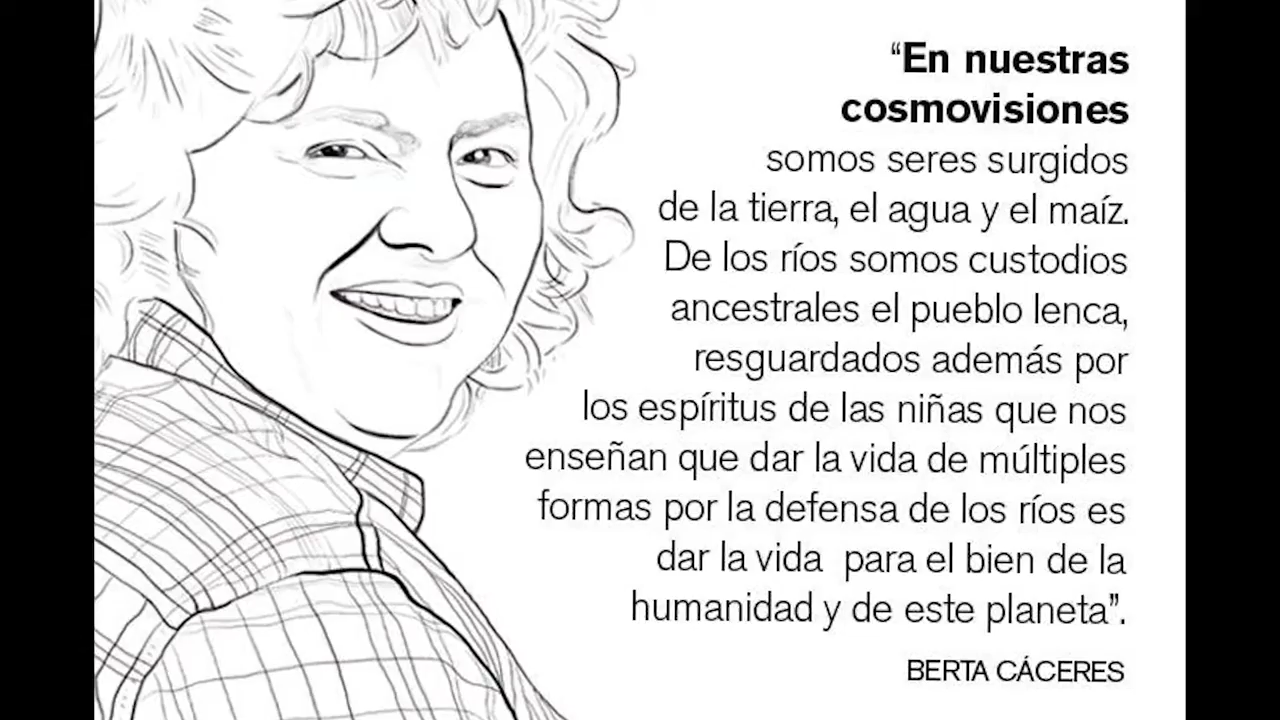 “En nuestras
cosmovisiones
somos seres surgidos
de la tierra, el agua y el maíz.
De los ríos somos custodios
ancestrales el pueblo lenca,
resguardados además por
los espíritus de las niñas que nos
enseñan que dar la vida de múltiples
formas por la defensa de los ríos es
dar la vida  para el bien de la
humanidad y de este planeta”.
BERTA CÁCERES